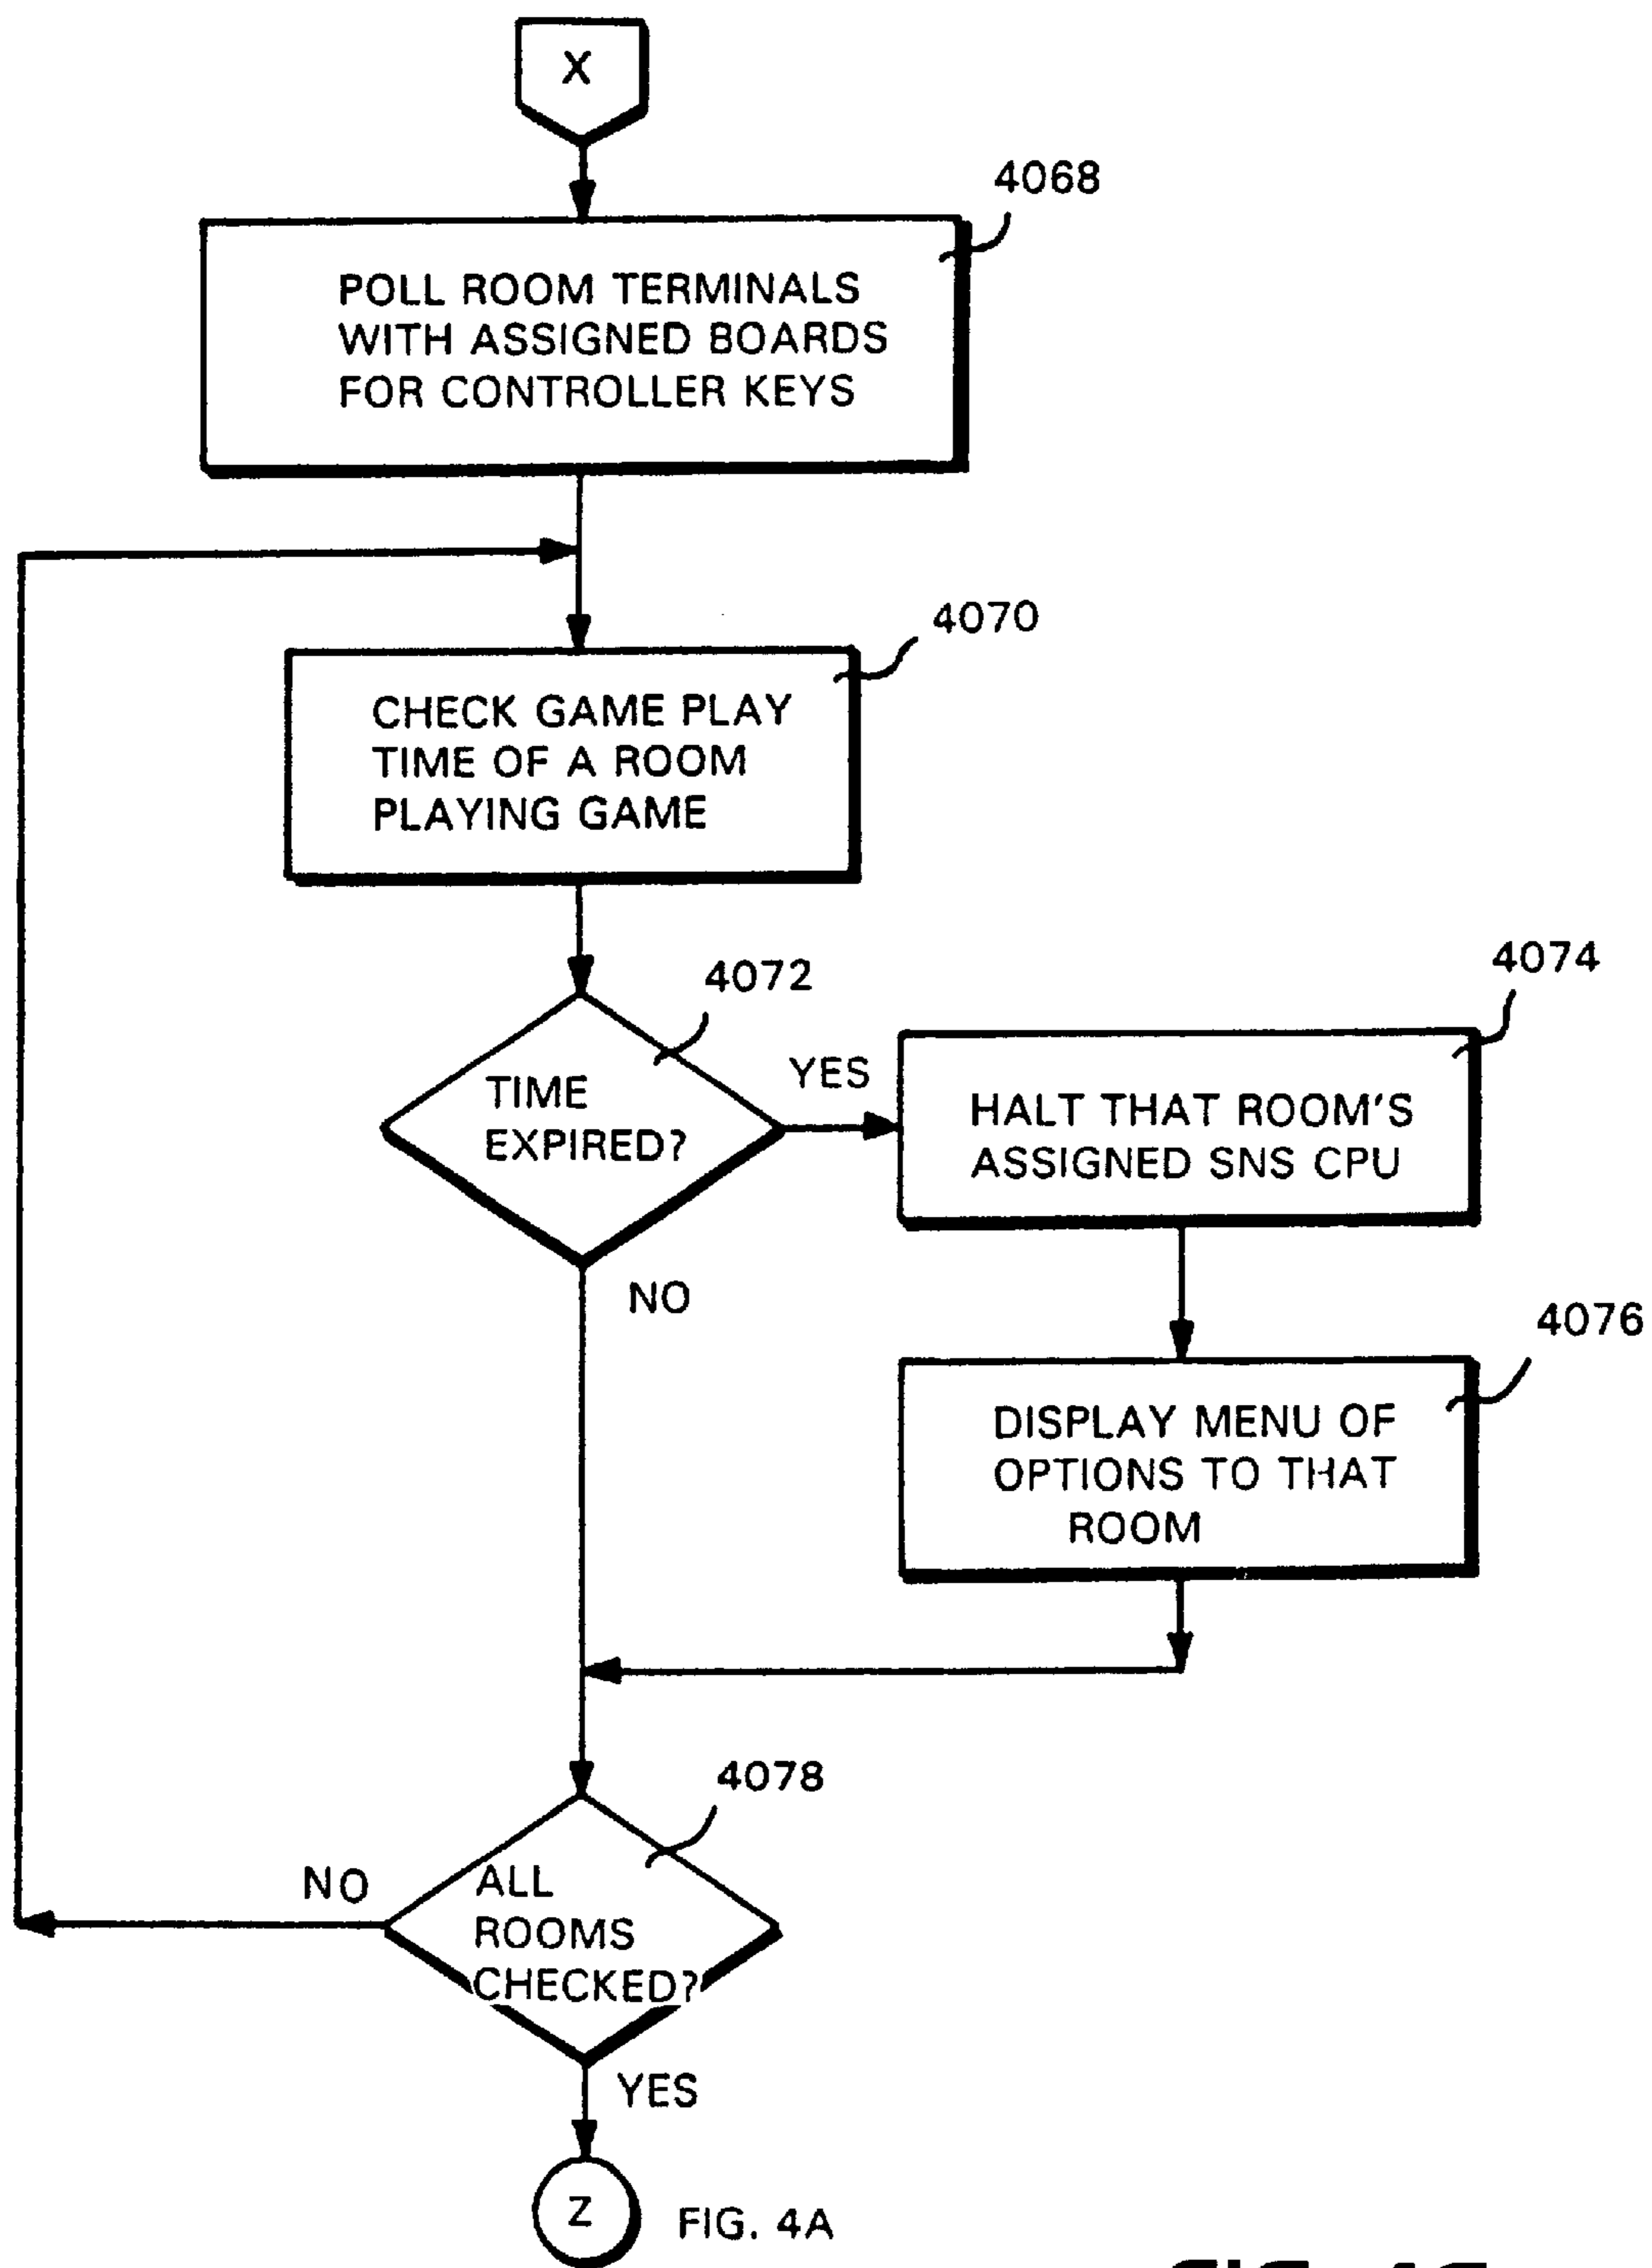 X
4068
POLL ROOM TERMINALS
WITH ASSIGNED BOARDS
FOR CONTROLLER KEYS
4070
CHECK GAME PLAY
TIME OF A ROOM
PLAYING GAME
4072
TIME
EXPIRED?
YES
NO
4074
HALT THAT ROOM'S
ASSIGNED SNS CPU
4076
DISPLAY MENU OF
OPTIONS TO THAT
ROOM
4078
ALL
ROOMS
CHECKED?
NO
YES
Z
FIG. 4A